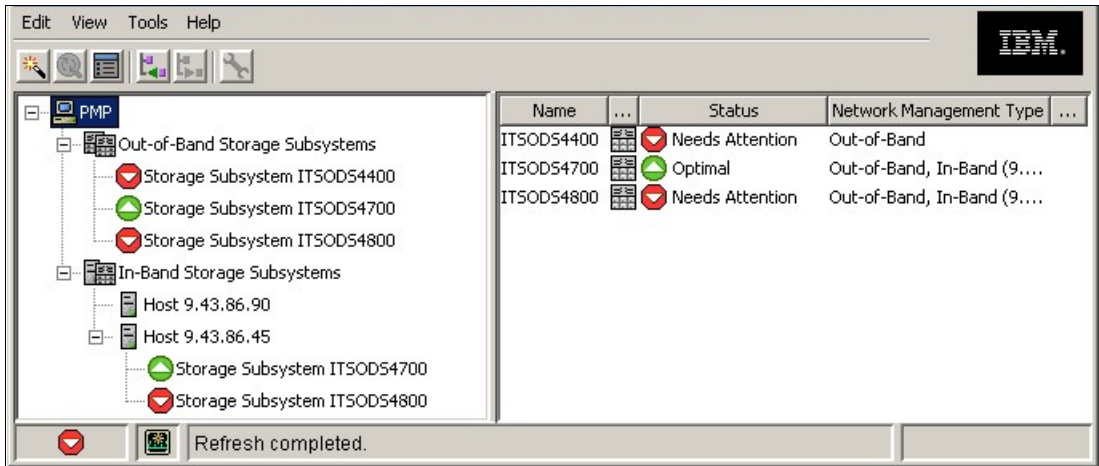 Edit View Tools Help
IBM.
PMP
Out-of-Band Storage Subsystems
Storage Subsystem ITSODS4400
Storage Subsystem ITSODS4700
Storage Subsystem ITSODS4800
In-Band Storage Subsystems
Host 9.43.86.90
Host 9.43.86.45
Storage Subsystem ITSODS4700
Storage Subsystem ITSODS4800
Name ... Status Network Management Type ...
ITSODS4400 Needs Attention Out-of-Band
ITSODS4700 Optimal Out-of-Band, In-Band (9....
ITSODS4800 Needs Attention Out-of-Band, In-Band (9....
Refresh completed.